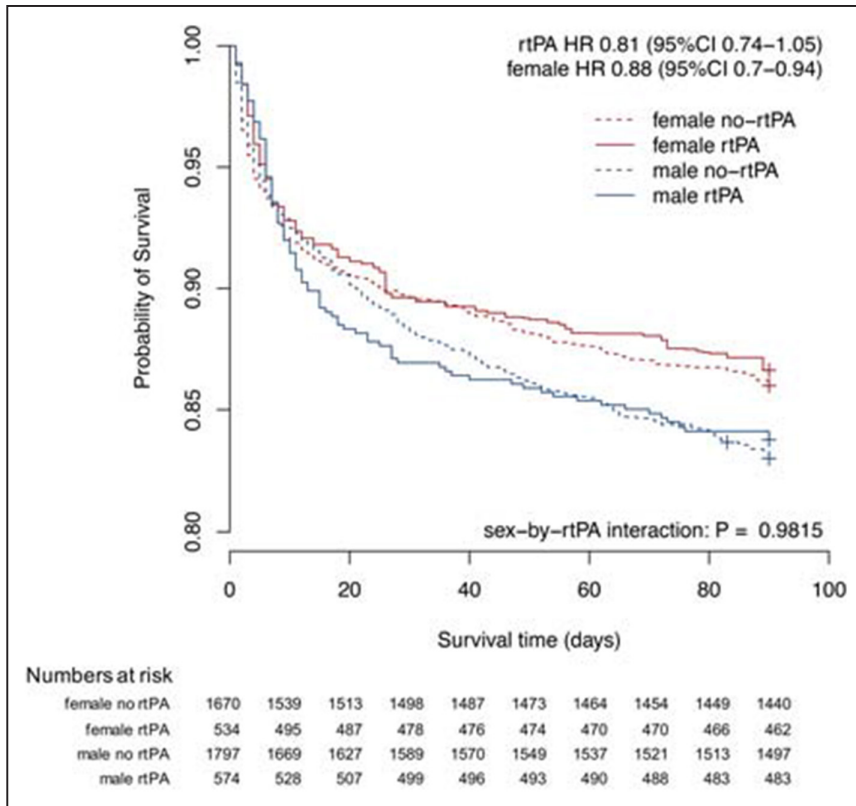 rtPA HR 0.81 (95%CI 0.74–1.05)
female HR 0.88 (95%CI 0.7–0.94)
female no–rtPA
female rtPA
male no–rtPA
male rtPA
1.00
0.95
0.90
0.85
0.80
Probability of Survival
sex–by–rtPA interaction: P = 0.9815
0 20 40 60 80 100
Survival time (days)
Numbers at risk
female no rtPA 1670 1539 1513 1498 1487 1473 1464 1454 1449 1440
female rtPA 534 495 487 478 476 474 470 470 466 462
male no rtPA 1797 1669 1627 1589 1570 1549 1537 1521 1513 1497
male rtPA 574 528 507 499 496 493 490 488 483 483